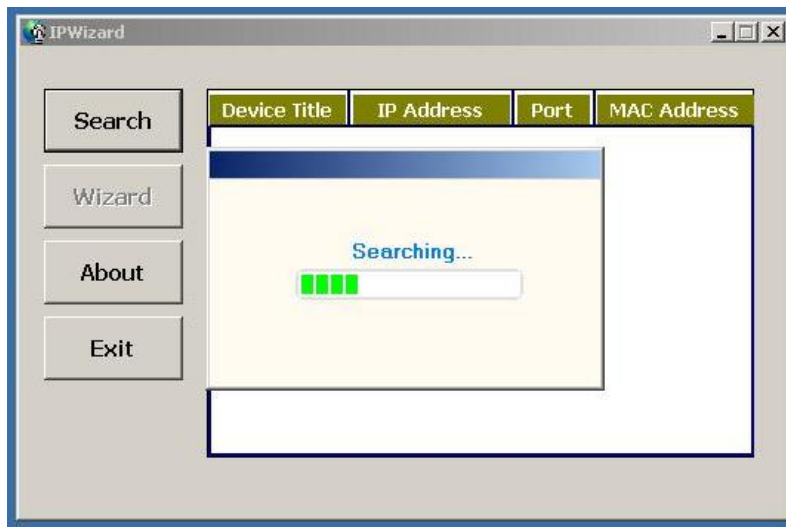 IPWizard
Search
Wizard
About
Exit
Device Title IP Address Port MAC Address
Searching...